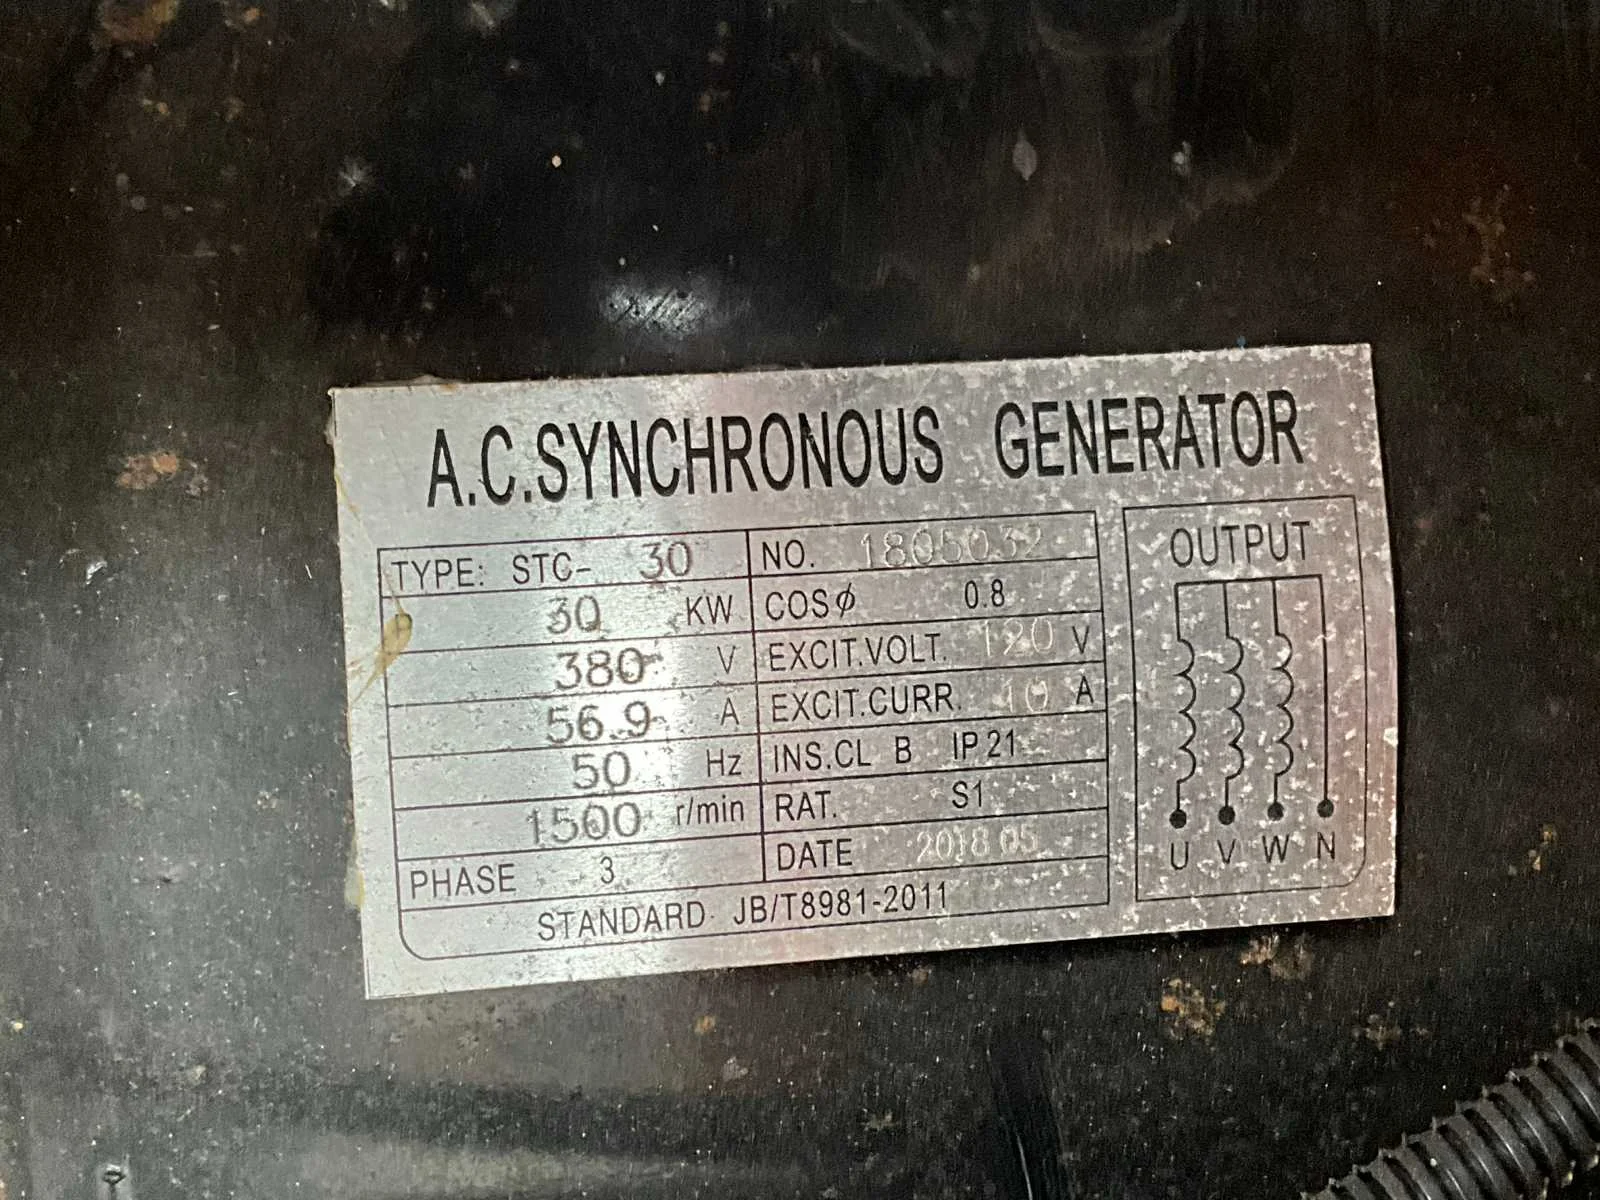 A.C.SYNCHRONOUS GENERATOR
TYPE: STC- 30 NO. 1805032
30 KW COSϕ 0.8
380 V EXCIT.VOLT. 120 V
56.9 A EXCIT.CURR. 10 A
50 Hz INS.CL B IP 21
1500 r/min RAT. S1
PHASE 3 DATE 2018 05
STANDARD JB/T8981-2011
OUTPUT
U V W N